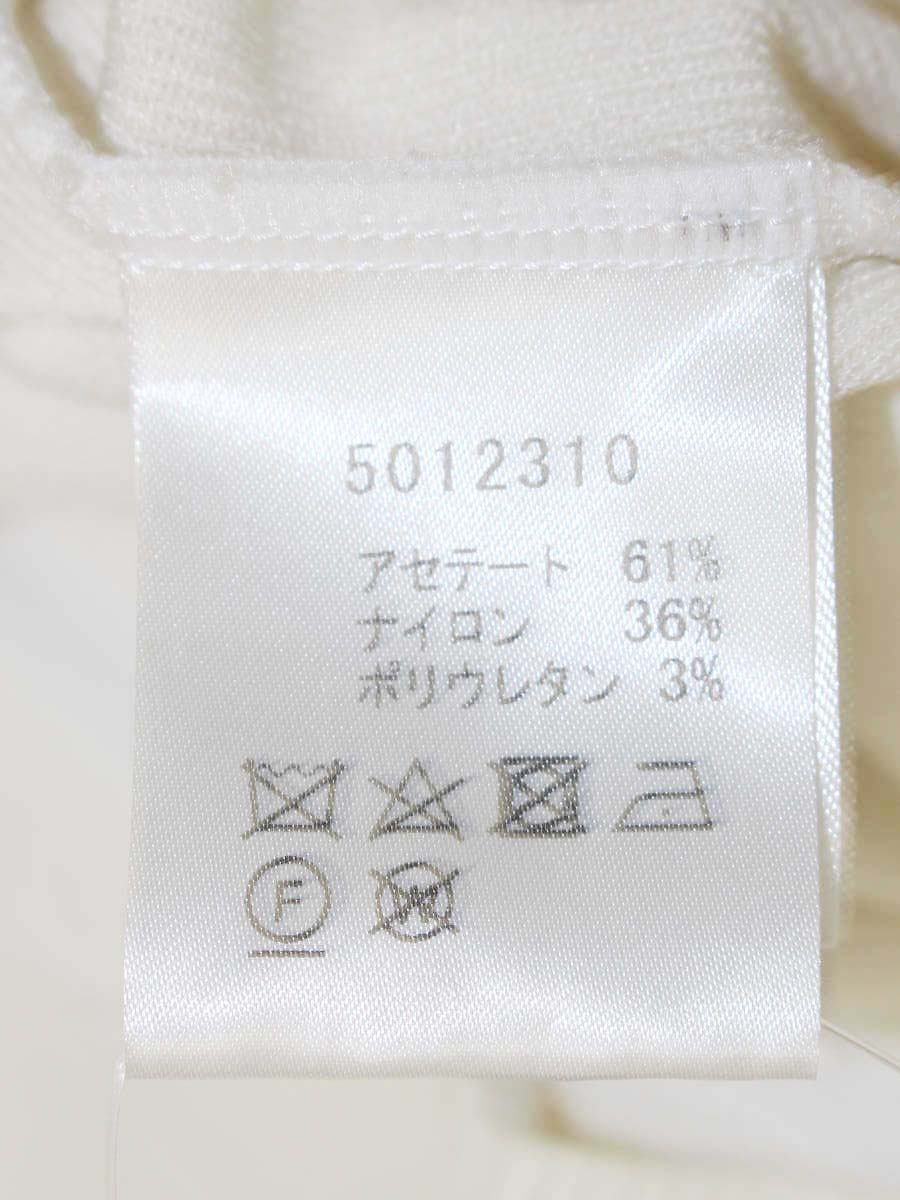 5012310
アセテート 61%
ナイロン 36%
ポリウレタン 3%
F
W